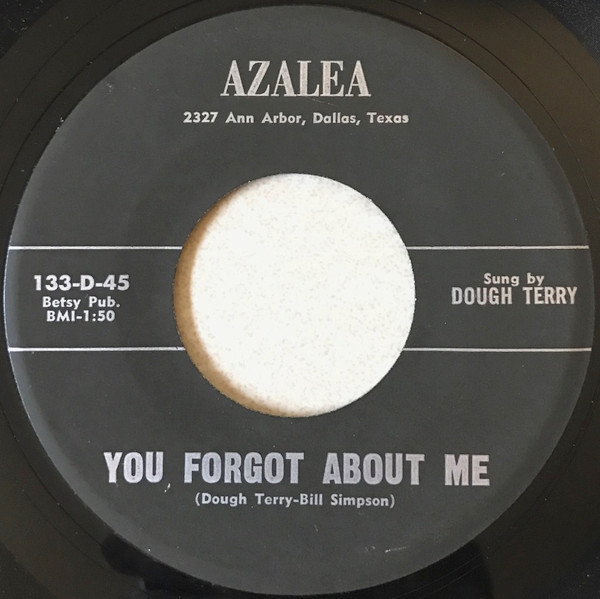 AZALEA
2327 Ann Arbor, Dallas, Texas
133-D-45
Betsy Pub.
BMI-1:50
Sung by
DOUGH TERRY
YOU FORGOT ABOUT ME
(Dough Terry-Bill Simpson)